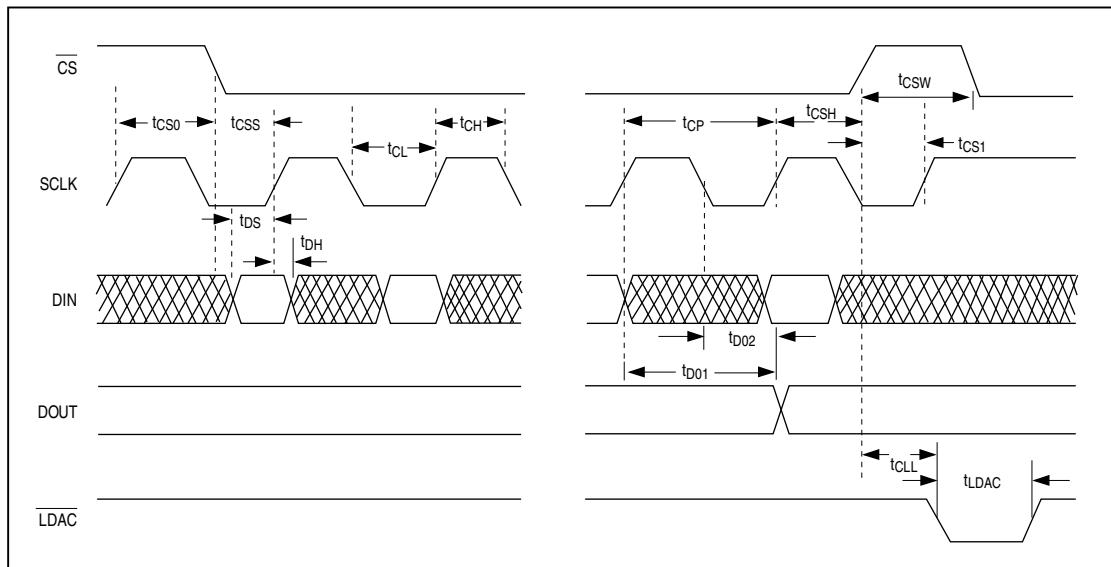 CS
tCSW
tCS0
tCSS
tCH
tCP
tCSH
tCL
tCS1
SCLK
tDS
tDH
DIN
tD02
tD01
DOUT
tCLL
tLDAC
LDAC